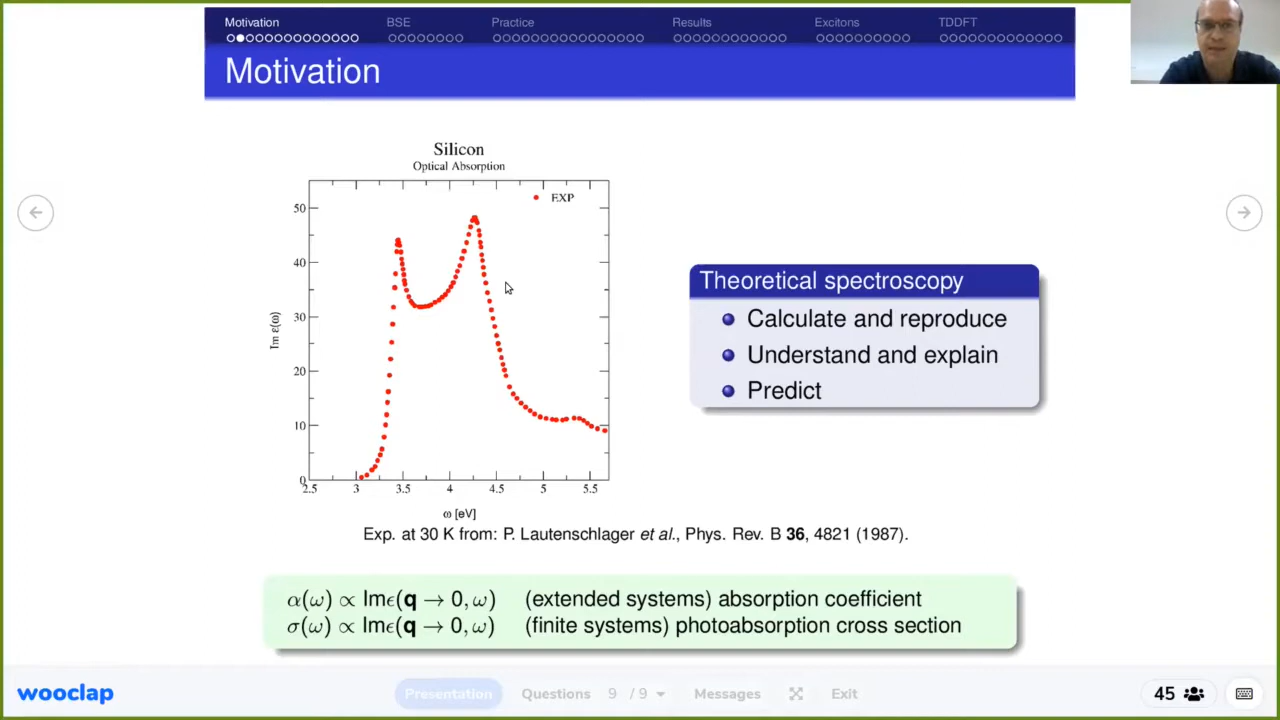 Motivation BSE Practice Results Excitons TDDFT
Motivation
Silicon
Optical Absorption
EXP
50
40
30
20
10
0
Im ε(ω)
2.5 3 3.5 4 4.5 5 5.5
ω [eV]
Theoretical spectroscopy
Calculate and reproduce
Understand and explain
Predict
Exp. at 30 K from: P. Lautenschlager et al., Phys. Rev. B 36, 4821 (1987).
α(ω) ∝ Imϵ(q → 0, ω) (extended systems) absorption coefficient
σ(ω) ∝ Imϵ(q → 0, ω) (finite systems) photoabsorption cross section
wooclap Presentation Questions 9 / 9 Messages Exit 45